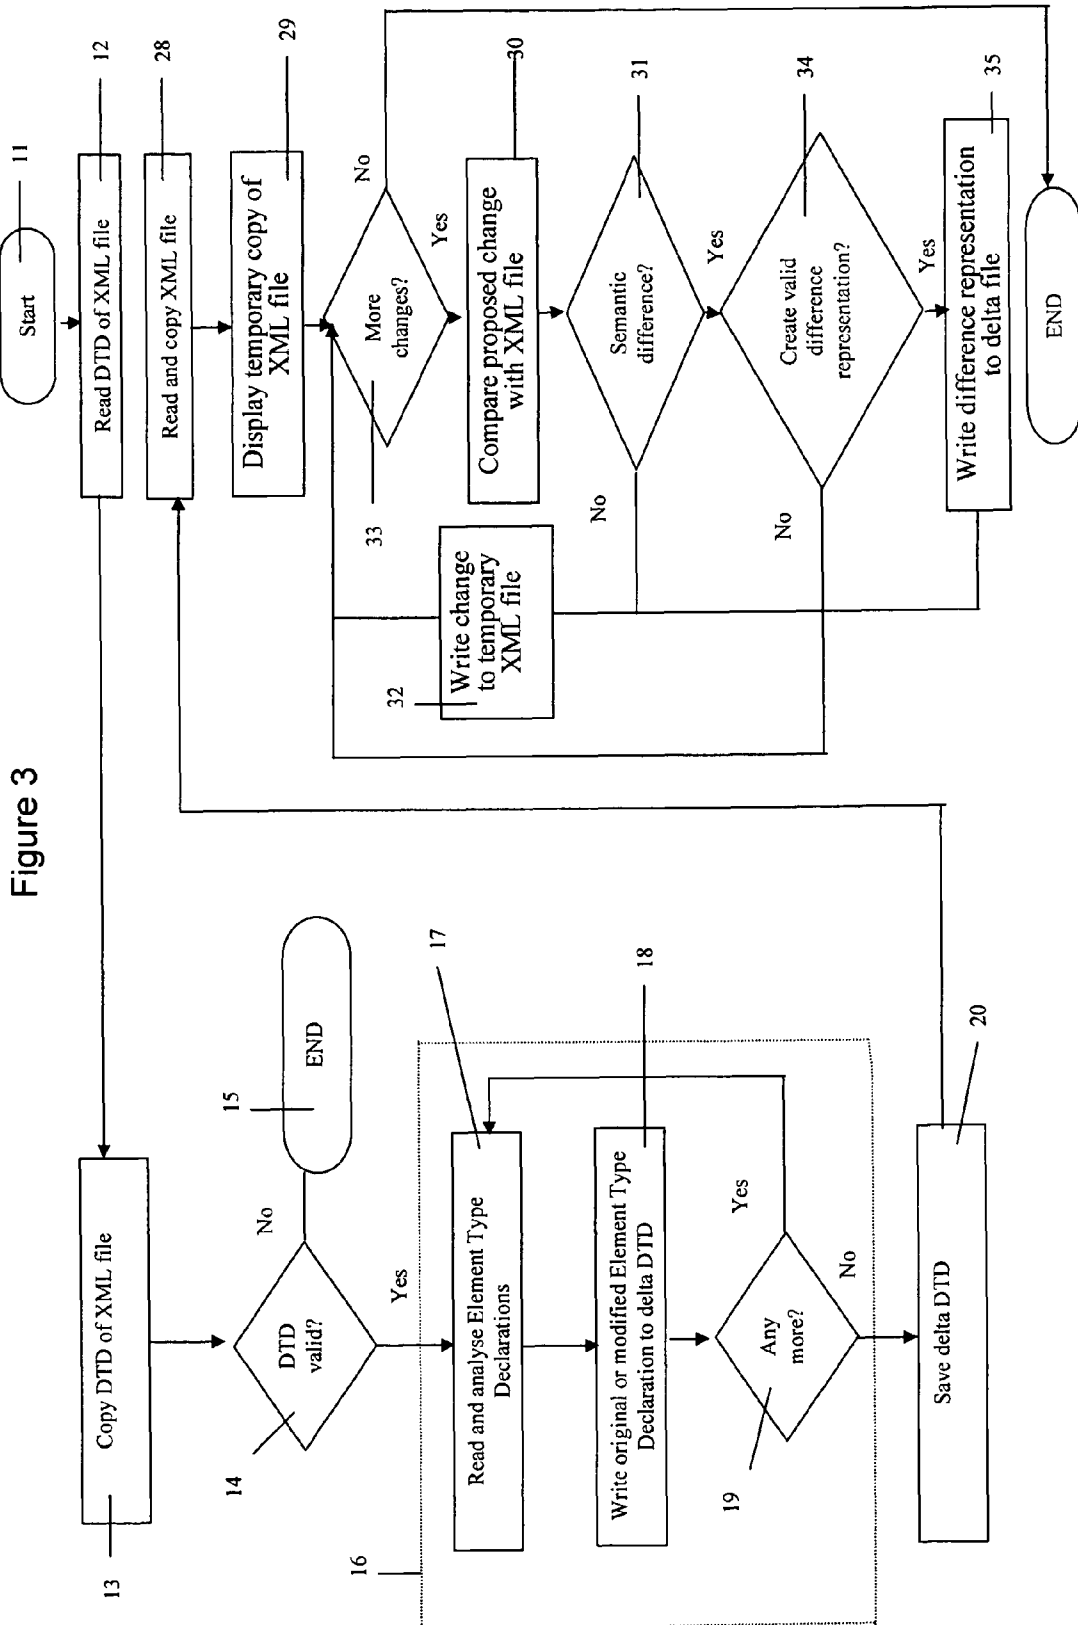 Figure 3
11
Start
12
Read DTD of XML file
28
Read and copy XML file
29
Display temporary copy of
XML file
33
More
changes?
No
Yes
30
Compare proposed change
with XML file
31
Semantic
difference?
No
Yes
32
Write change
to temporary
XML file
34
Create valid
difference
representation?
No
Yes
35
Write difference representation
to delta file
END
13
Copy DTD of XML file
14
DTD
valid?
No
15
END
Yes
16
17
Read and analyse Element Type
Declarations
18
Write original or modified Element Type
Declaration to delta DTD
19
Any
more?
Yes
No
20
Save delta DTD